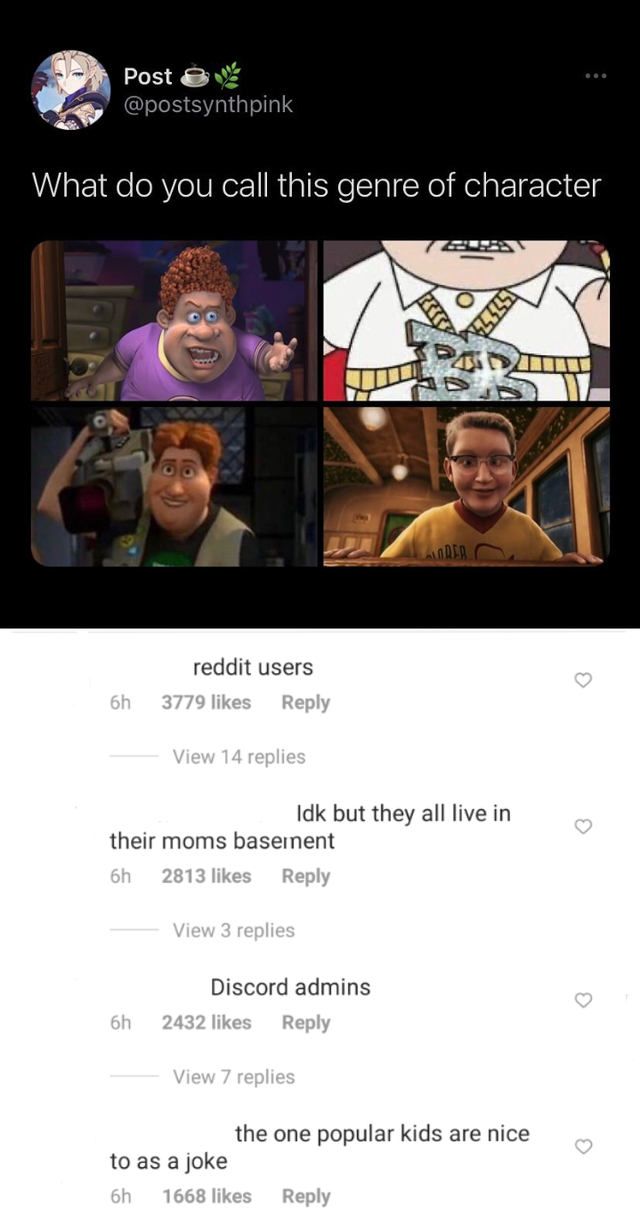 Post ☕🌿
@postsynthpink
What do you call this genre of character
reddit users
6h 3779 likes Reply
View 14 replies
Idk but they all live in
their moms basement
6h 2813 likes Reply
View 3 replies
Discord admins
6h 2432 likes Reply
View 7 replies
the one popular kids are nice
to as a joke
6h 1668 likes Reply